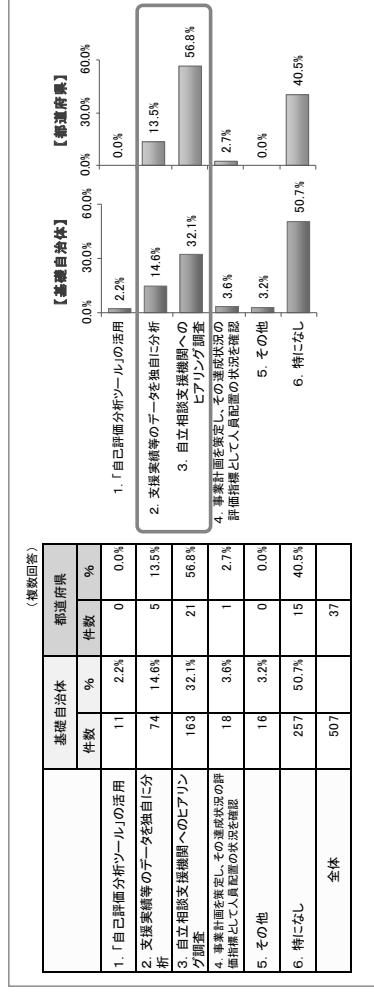 (複数回答)
基礎自治体 都道府県
件数 % 件数 %
1. 「自己評価分析ツール」の活用 11 2.2% 0 0.0%
2. 支援実績等のデータを独自に分
析 74 14.6% 5 13.5%
3. 自立相談支援機関へのヒアリン
グ調査 163 32.1% 21 56.8%
4. 事業計画を策定し、その達成状況の評
価指標として人員配置の状況を確認 18 3.6% 1 2.7%
5. その他 16 3.2% 0 0.0%
6. 特になし 257 50.7% 15 40.5%
全体 507 37
【基礎自治体】
0.0% 30.0% 60.0%
1. 「自己評価分析ツール」の活用 2.2%
2. 支援実績等のデータを独自に分析 14.6%
3. 自立相談支援機関への
ヒアリング調査 32.1%
4. 事業計画を策定し、その達成状況の
評価指標として人員配置の状況を確認 3.6%
5. その他 3.2%
6. 特になし 50.7%
【都道府県】
0.0% 30.0% 60.0%
0.0%
13.5%
56.8%
2.7%
0.0%
40.5%